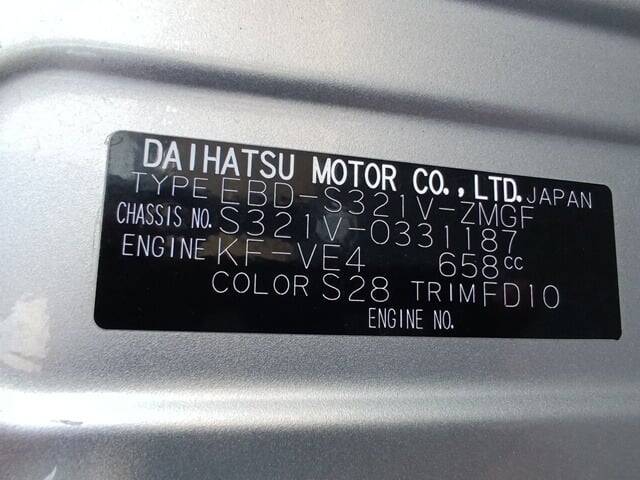 DAIHATSU MOTOR CO.,LTD. JAPAN
TYPE EBD-S321V-ZMGF
CHASSIS NO. S321V-0331187
ENGINE KF-VE4 658cc
COLOR S28 TRIM FD10
ENGINE NO.